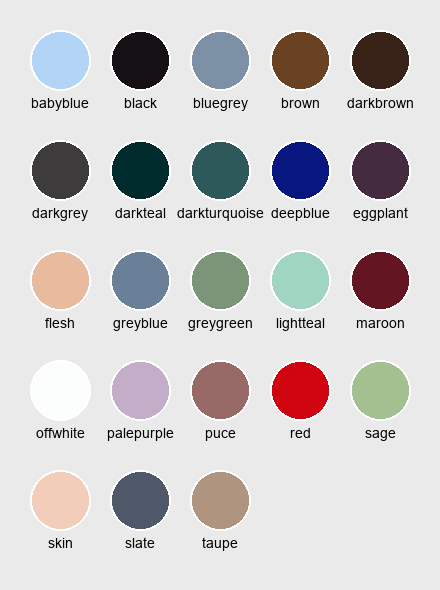 babyblue black bluegrey brown darkbrown
darkgrey darkteal darkturquoise deepblue eggplant
flesh greyblue greygreen lightteal maroon
offwhite palepurple puce red sage
skin slate taupe